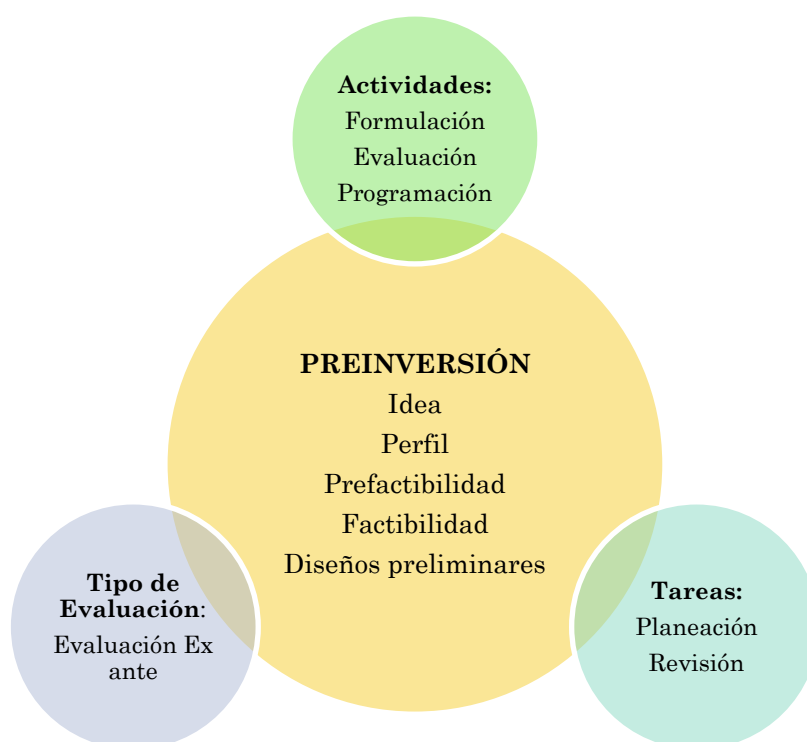 Actividades:
Formulación
Evaluación
Programación
PREINVERSIÓN
Idea
Perfil
Prefactibilidad
Factibilidad
Diseños preliminares
Tipo de
Evaluación:
Evaluación Ex
ante
Tareas:
Planeación
Revisión